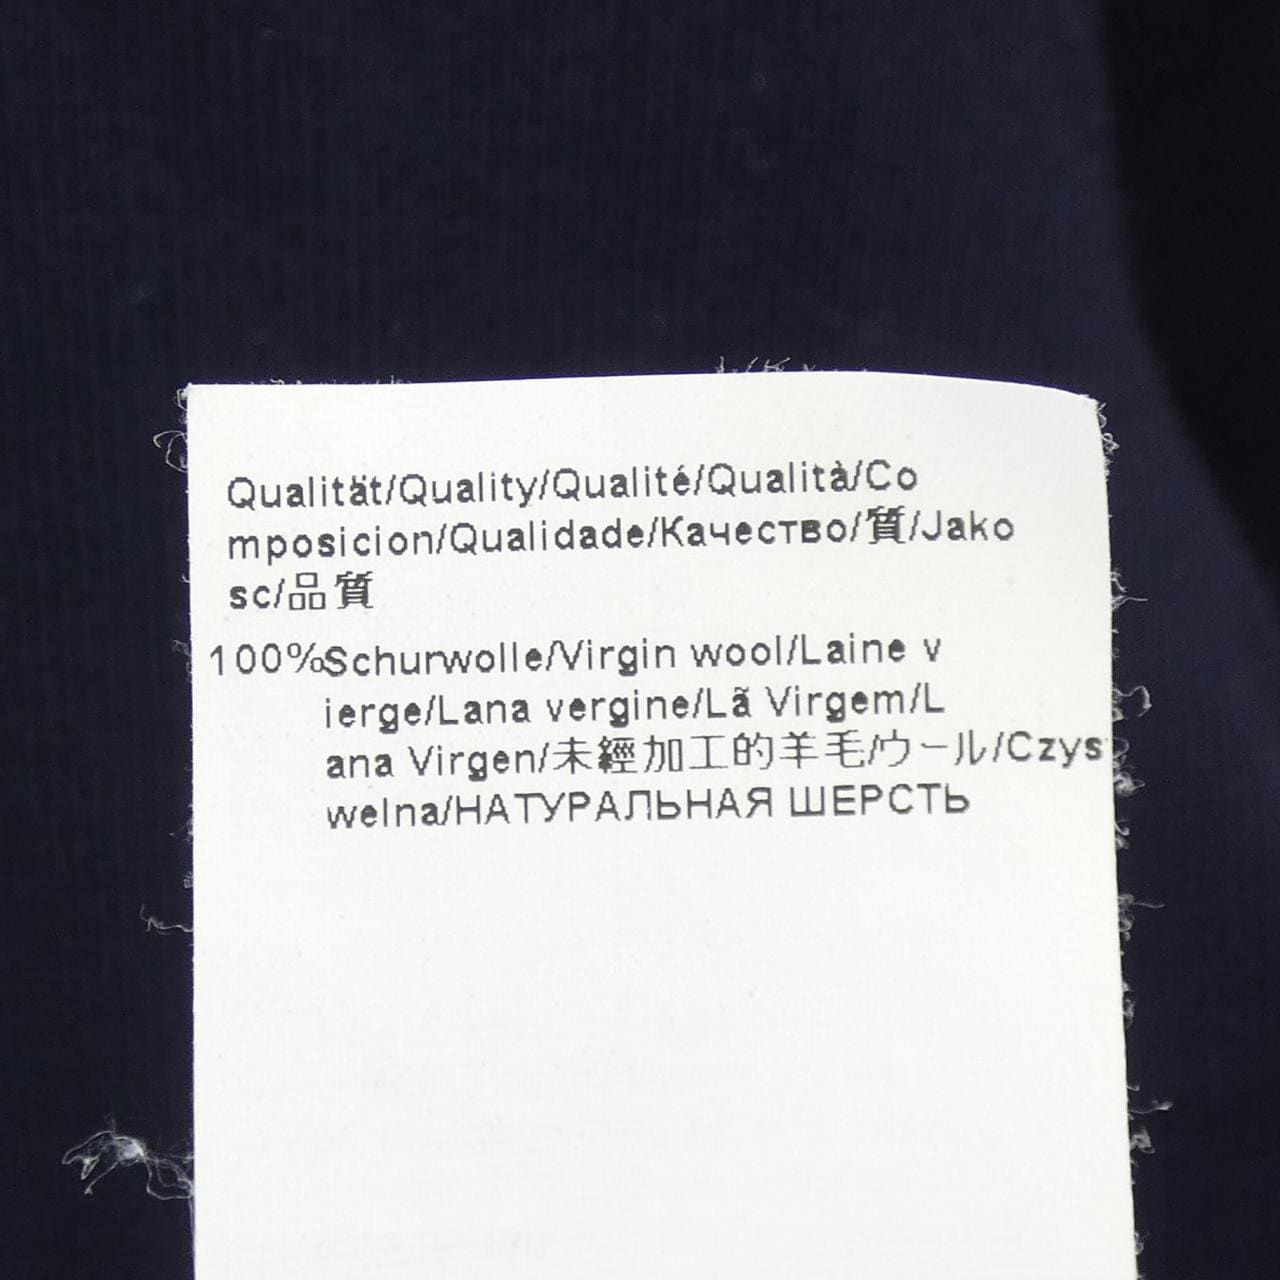 Qualität/Quality/Qualité/Qualità/Co
mposicion/Qualidade/Качество/質/Jako
sc/品質
100%Schurwolle/Virgin wool/Laine v
ierge/Lana vergine/Lã Virgem/L
ana Virgen/未經加工的羊毛/ウール/Czys
welna/НАТУРАЛЬНАЯ ШЕРСТЬ